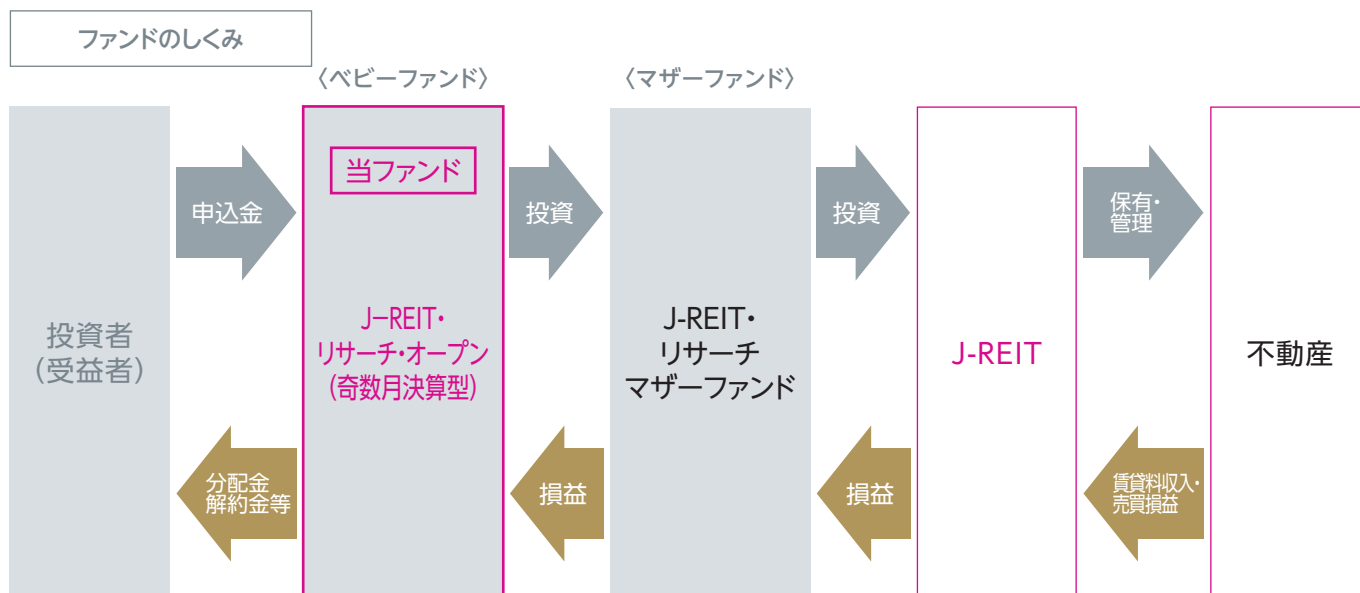 ファンドのしくみ
〈ベビーファンド〉
〈マザーファンド〉
投資者
(受益者)
申込金
分配金
解約金等
当ファンド
J−REIT・
リサーチ・オープン
(奇数月決算型)
投資
損益
J-REIT・
リサーチ
マザーファンド
投資
損益
J-REIT
保有・
管理
賃貸料収入・
売買損益
不動産